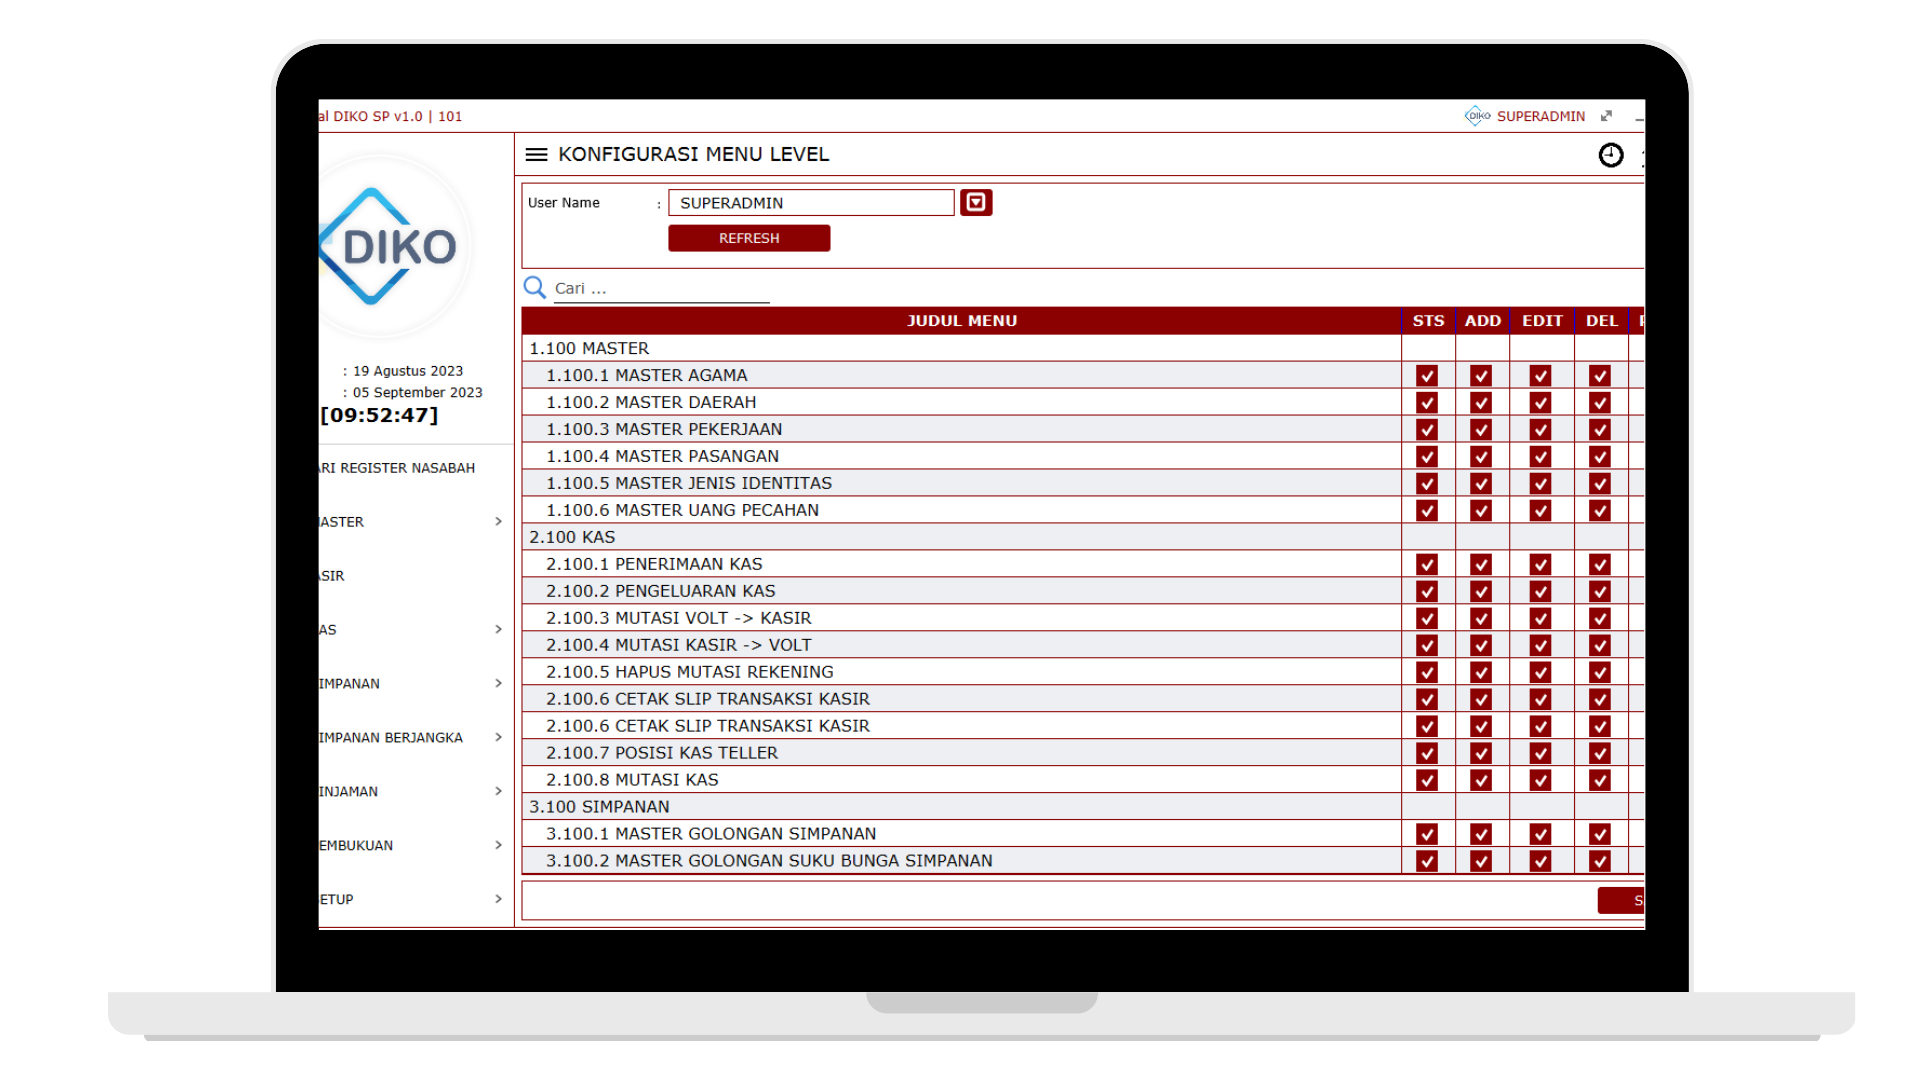 al DIKO SP v1.0 | 101
DIKO SUPERADMIN
DIKO
: 19 Agustus 2023
: 05 September 2023
[09:52:47]
ARI REGISTER NASABAH
MASTER
ASIR
AS
IMPANAN
IMPANAN BERJANGKA
INJAMAN
EMBUKUAN
ETUP
KONFIGURASI MENU LEVEL
User Name : SUPERADMIN
REFRESH
Cari ...
JUDUL MENU STS ADD EDIT DEL
1.100 MASTER
1.100.1 MASTER AGAMA
1.100.2 MASTER DAERAH
1.100.3 MASTER PEKERJAAN
1.100.4 MASTER PASANGAN
1.100.5 MASTER JENIS IDENTITAS
1.100.6 MASTER UANG PECAHAN
2.100 KAS
2.100.1 PENERIMAAN KAS
2.100.2 PENGELUARAN KAS
2.100.3 MUTASI VOLT -> KASIR
2.100.4 MUTASI KASIR -> VOLT
2.100.5 HAPUS MUTASI REKENING
2.100.6 CETAK SLIP TRANSAKSI KASIR
2.100.6 CETAK SLIP TRANSAKSI KASIR
2.100.7 POSISI KAS TELLER
2.100.8 MUTASI KAS
3.100 SIMPANAN
3.100.1 MASTER GOLONGAN SIMPANAN
3.100.2 MASTER GOLONGAN SUKU BUNGA SIMPANAN
S